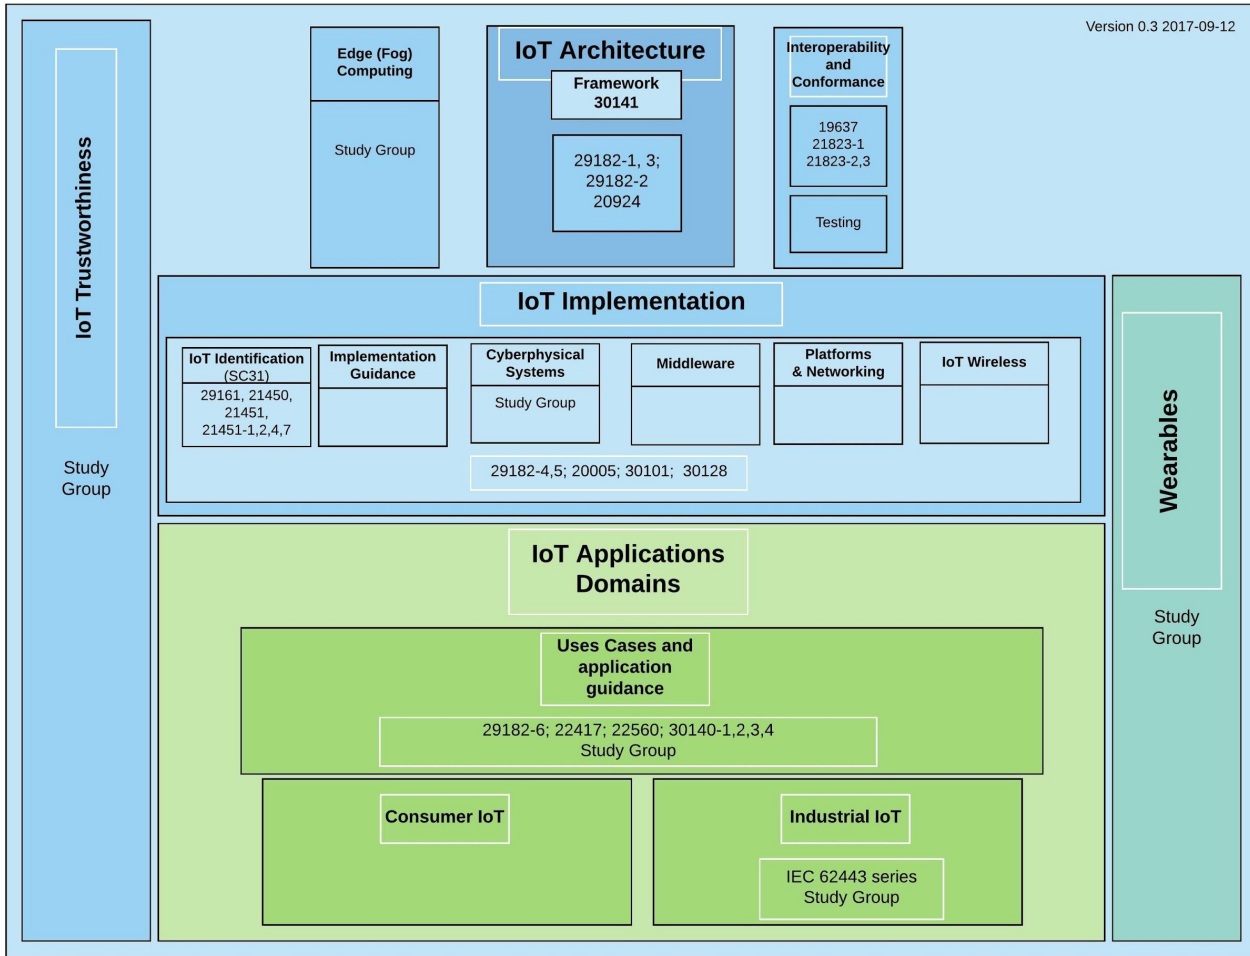 Version 0.3 2017-09-12
IoT Trustworthiness
Study
Group
Edge (Fog)
Computing
Study Group
IoT Architecture
Framework
30141
29182-1, 3;
29182-2
20924
Interoperability
and
Conformance
19637
21823-1
21823-2,3
Testing
IoT Implementation
IoT Identification
(SC31)
29161, 21450,
21451,
21451-1,2,4,7
Implementation
Guidance
Cyberphysical
Systems
Study Group
Middleware
Platforms
& Networking
IoT Wireless
29182-4,5; 20005; 30101; 30128
Wearables
Study
Group
IoT Applications
Domains
Uses Cases and
application
guidance
29182-6; 22417; 22560; 30140-1,2,3,4
Study Group
Consumer IoT
Industrial IoT
IEC 62443 series
Study Group